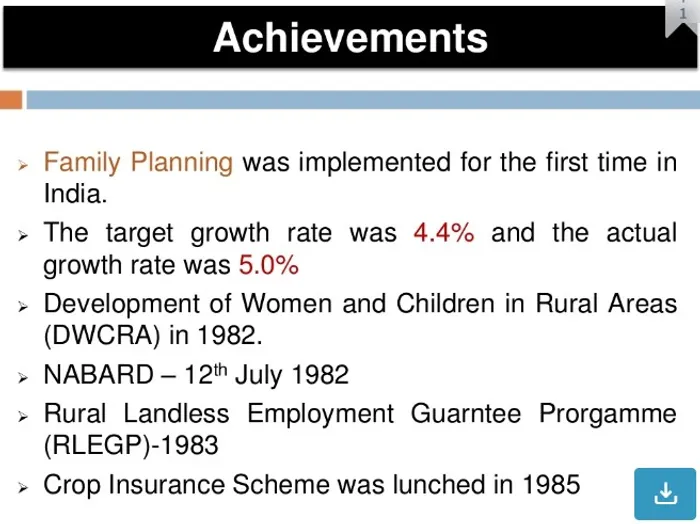 1
Achievements
➢ Family Planning was implemented for the first time in
India.
➢ The target growth rate was 4.4% and the actual
growth rate was 5.0%
➢ Development of Women and Children in Rural Areas
(DWCRA) in 1982.
➢ NABARD – 12th July 1982
➢ Rural Landless Employment Guarntee Prorgamme
(RLEGP)-1983
➢ Crop Insurance Scheme was lunched in 1985